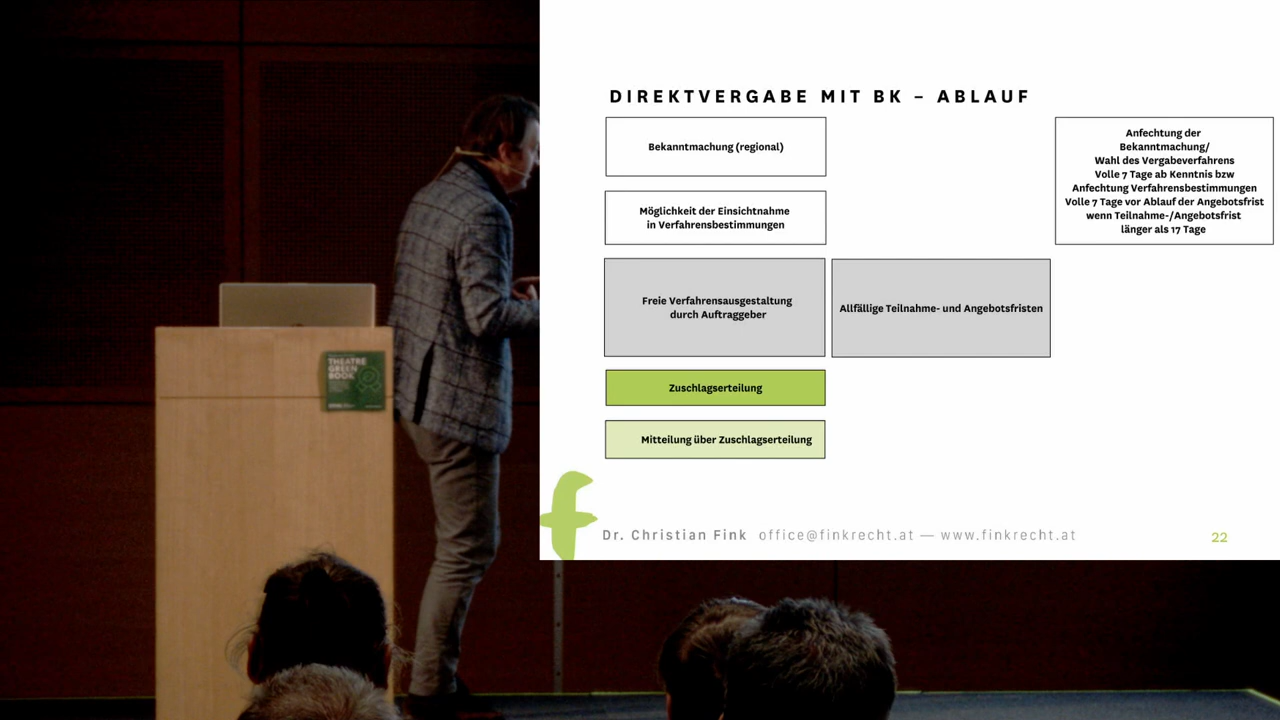 DIREKTVERGABE MIT BK – ABLAUF
Bekanntmachung (regional)
Möglichkeit der Einsichtnahme
in Verfahrensbestimmungen
Freie Verfahrensausgestaltung
durch Auftraggeber
Allfällige Teilnahme- und Angebotsfristen
Zuschlagserteilung
Mitteilung über Zuschlagserteilung
Anfechtung der
Bekanntmachung/
Wahl des Vergabeverfahrens
Volle 7 Tage ab Kenntnis bzw
Anfechtung Verfahrensbestimmungen
Volle 7 Tage vor Ablauf der Angebotsfrist
wenn Teilnahme-/Angebotsfrist
länger als 17 Tage
Dr. Christian Fink office@finkrecht.at — www.finkrecht.at
22
THEATRE
GREEN
BOOK